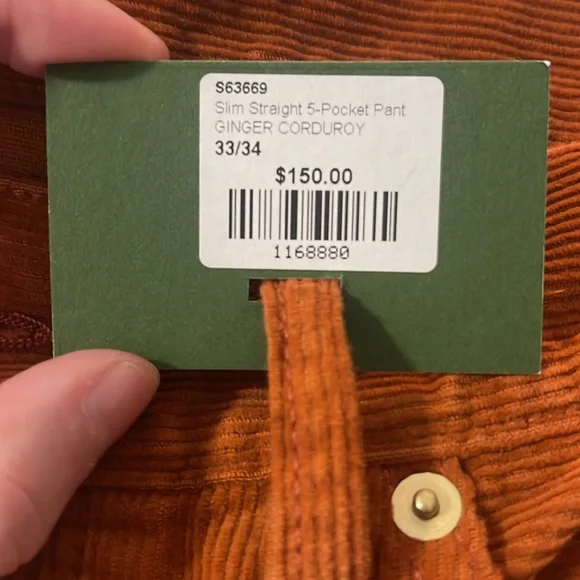 S63669
Slim Straight 5-Pocket Pant
GINGER CORDUROY
33/34
$150.00
1168880